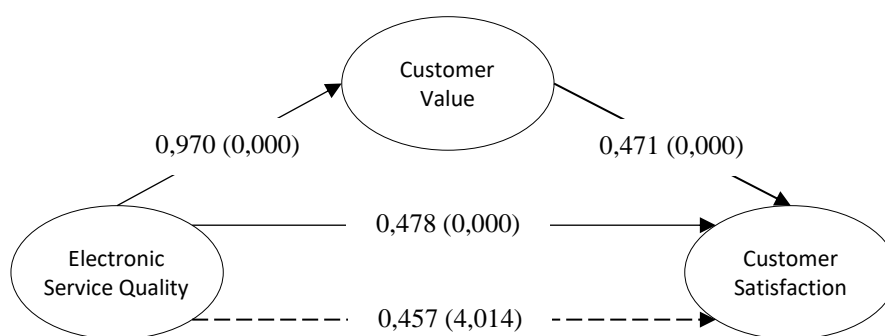 Customer
Value
0,970 (0,000)
0,471 (0,000)
0,478 (0,000)
Electronic
Service Quality
Customer
Satisfaction
0,457 (4,014)